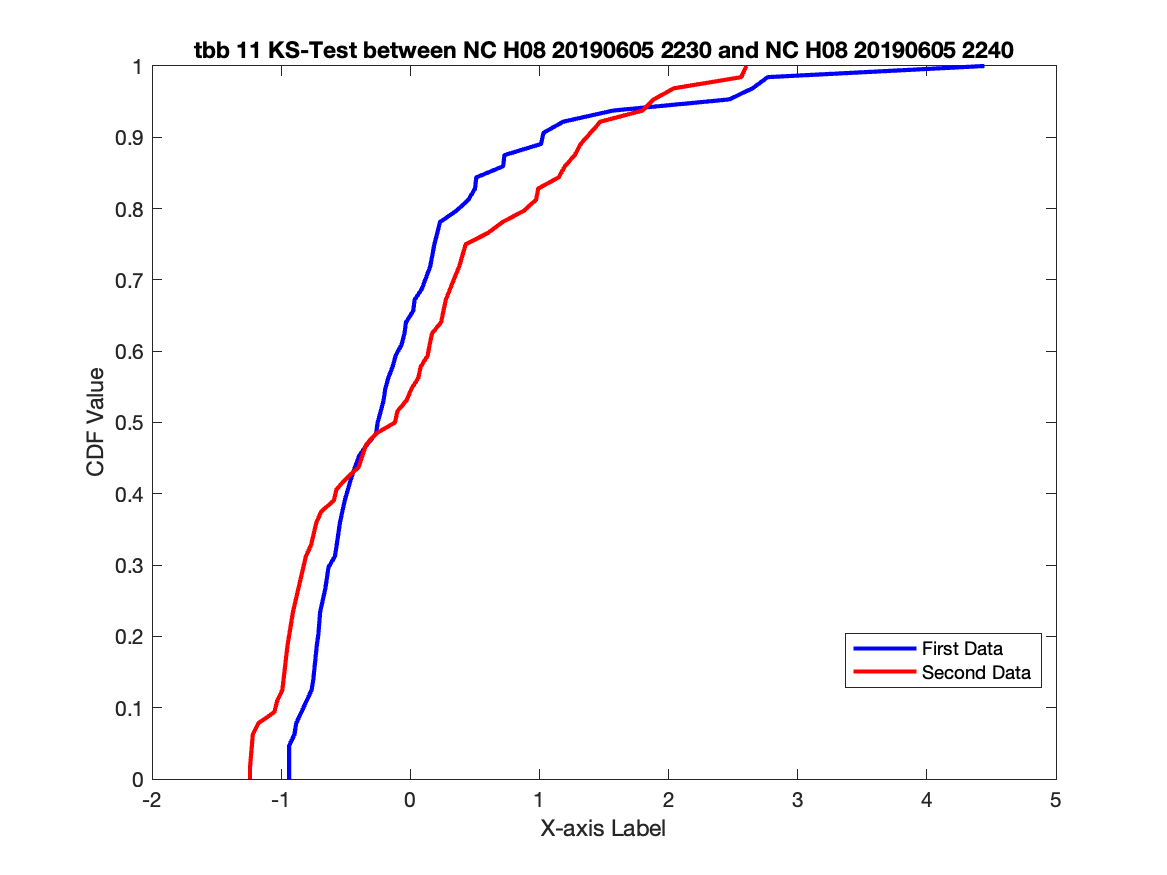 tbb 11 KS-Test between NC H08 20190605 2230 and NC H08 20190605 2240
1
0.9
0.8
0.7
0.6
0.5
0.4
0.3
0.2
0.1
0
CDF Value
First Data
Second Data
-2 -1 0 1 2 3 4 5
X-axis Label